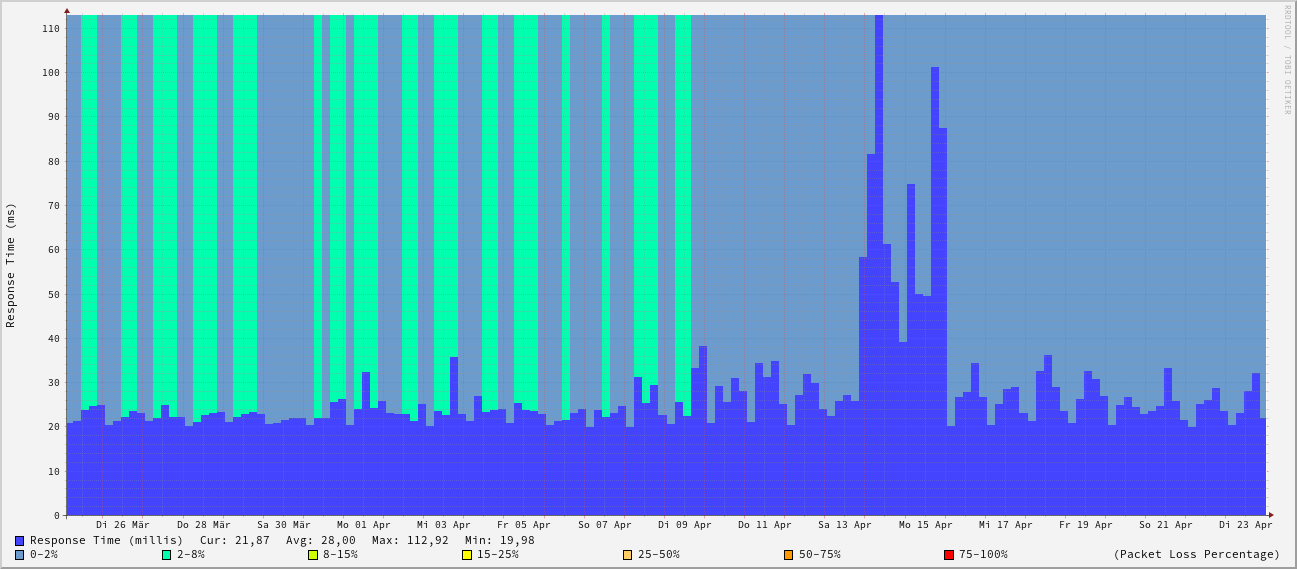 RRDTOOL / TOBI OETIKER
Response Time (ms)
110
100
90
80
70
60
50
40
30
20
10
0
Di 26 Mär Do 28 Mär Sa 30 Mär Mo 01 Apr Mi 03 Apr Fr 05 Apr So 07 Apr Di 09 Apr Do 11 Apr Sa 13 Apr Mo 15 Apr Mi 17 Apr Fr 19 Apr So 21 Apr Di 23 Apr
Response Time (millis) Cur: 21,87 Avg: 28,00 Max: 112,92 Min: 19,98
0-2% 2-8% 8-15% 15-25% 25-50% 50-75% 75-100% (Packet Loss Percentage)